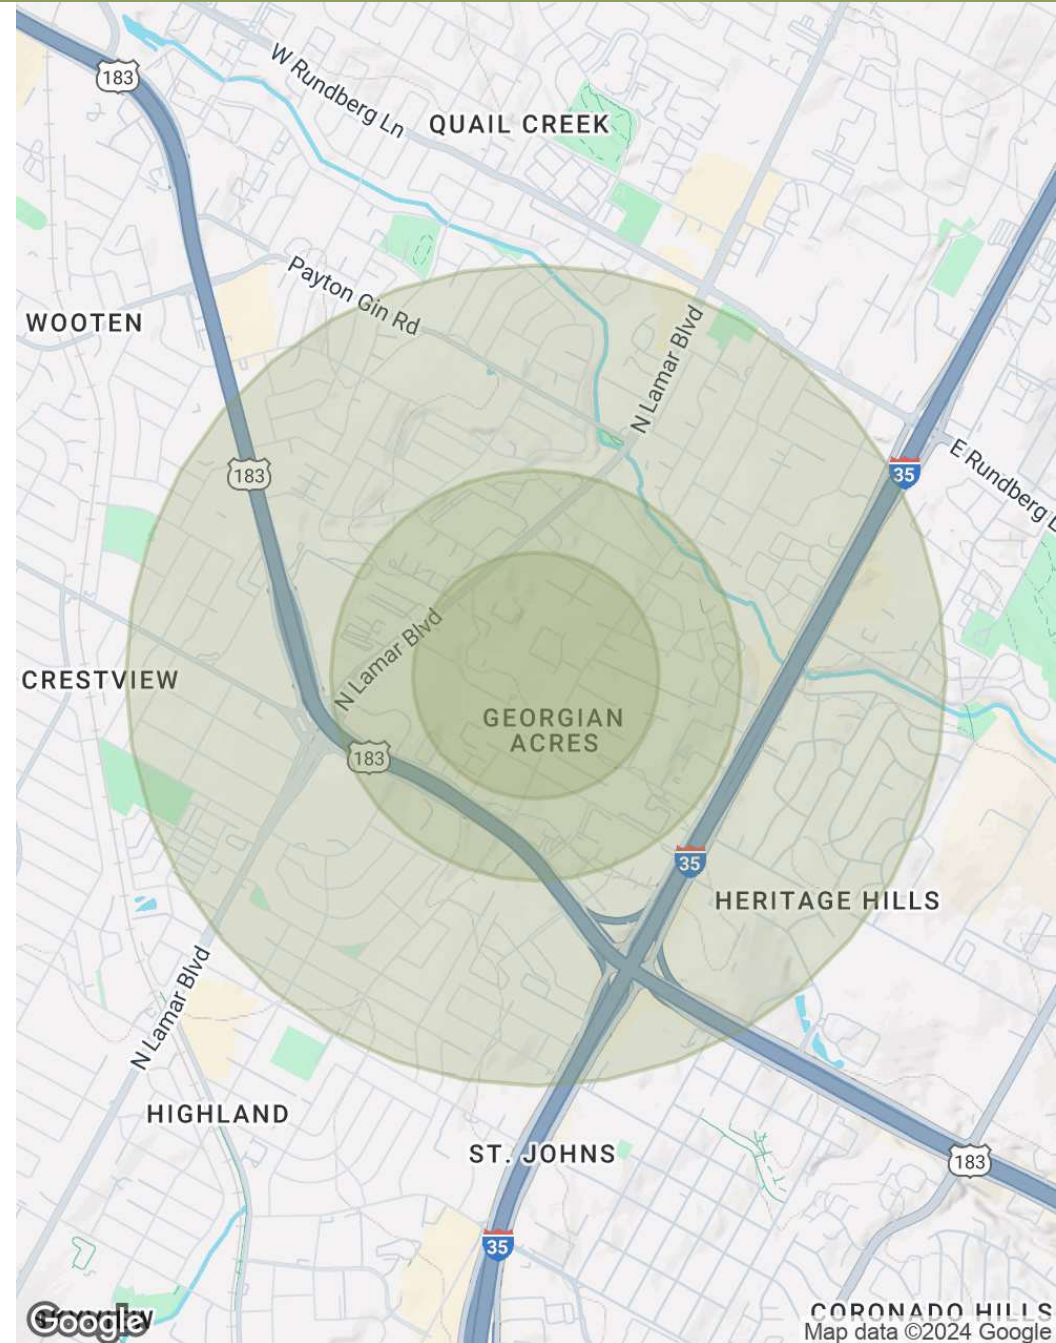 183
W Rundberg Ln
QUAIL CREEK
Payton Gin Rd
WOOTEN
N Lamar Blvd
183
35
E Rundberg L
N Lamar Blvd
CRESTVIEW
GEORGIAN
ACRES
183
35
HERITAGE HILLS
N Lamar Blvd
HIGHLAND
ST. JOHNS
183
35
Google
CORONADO HILLS
Map data ©2024 Google